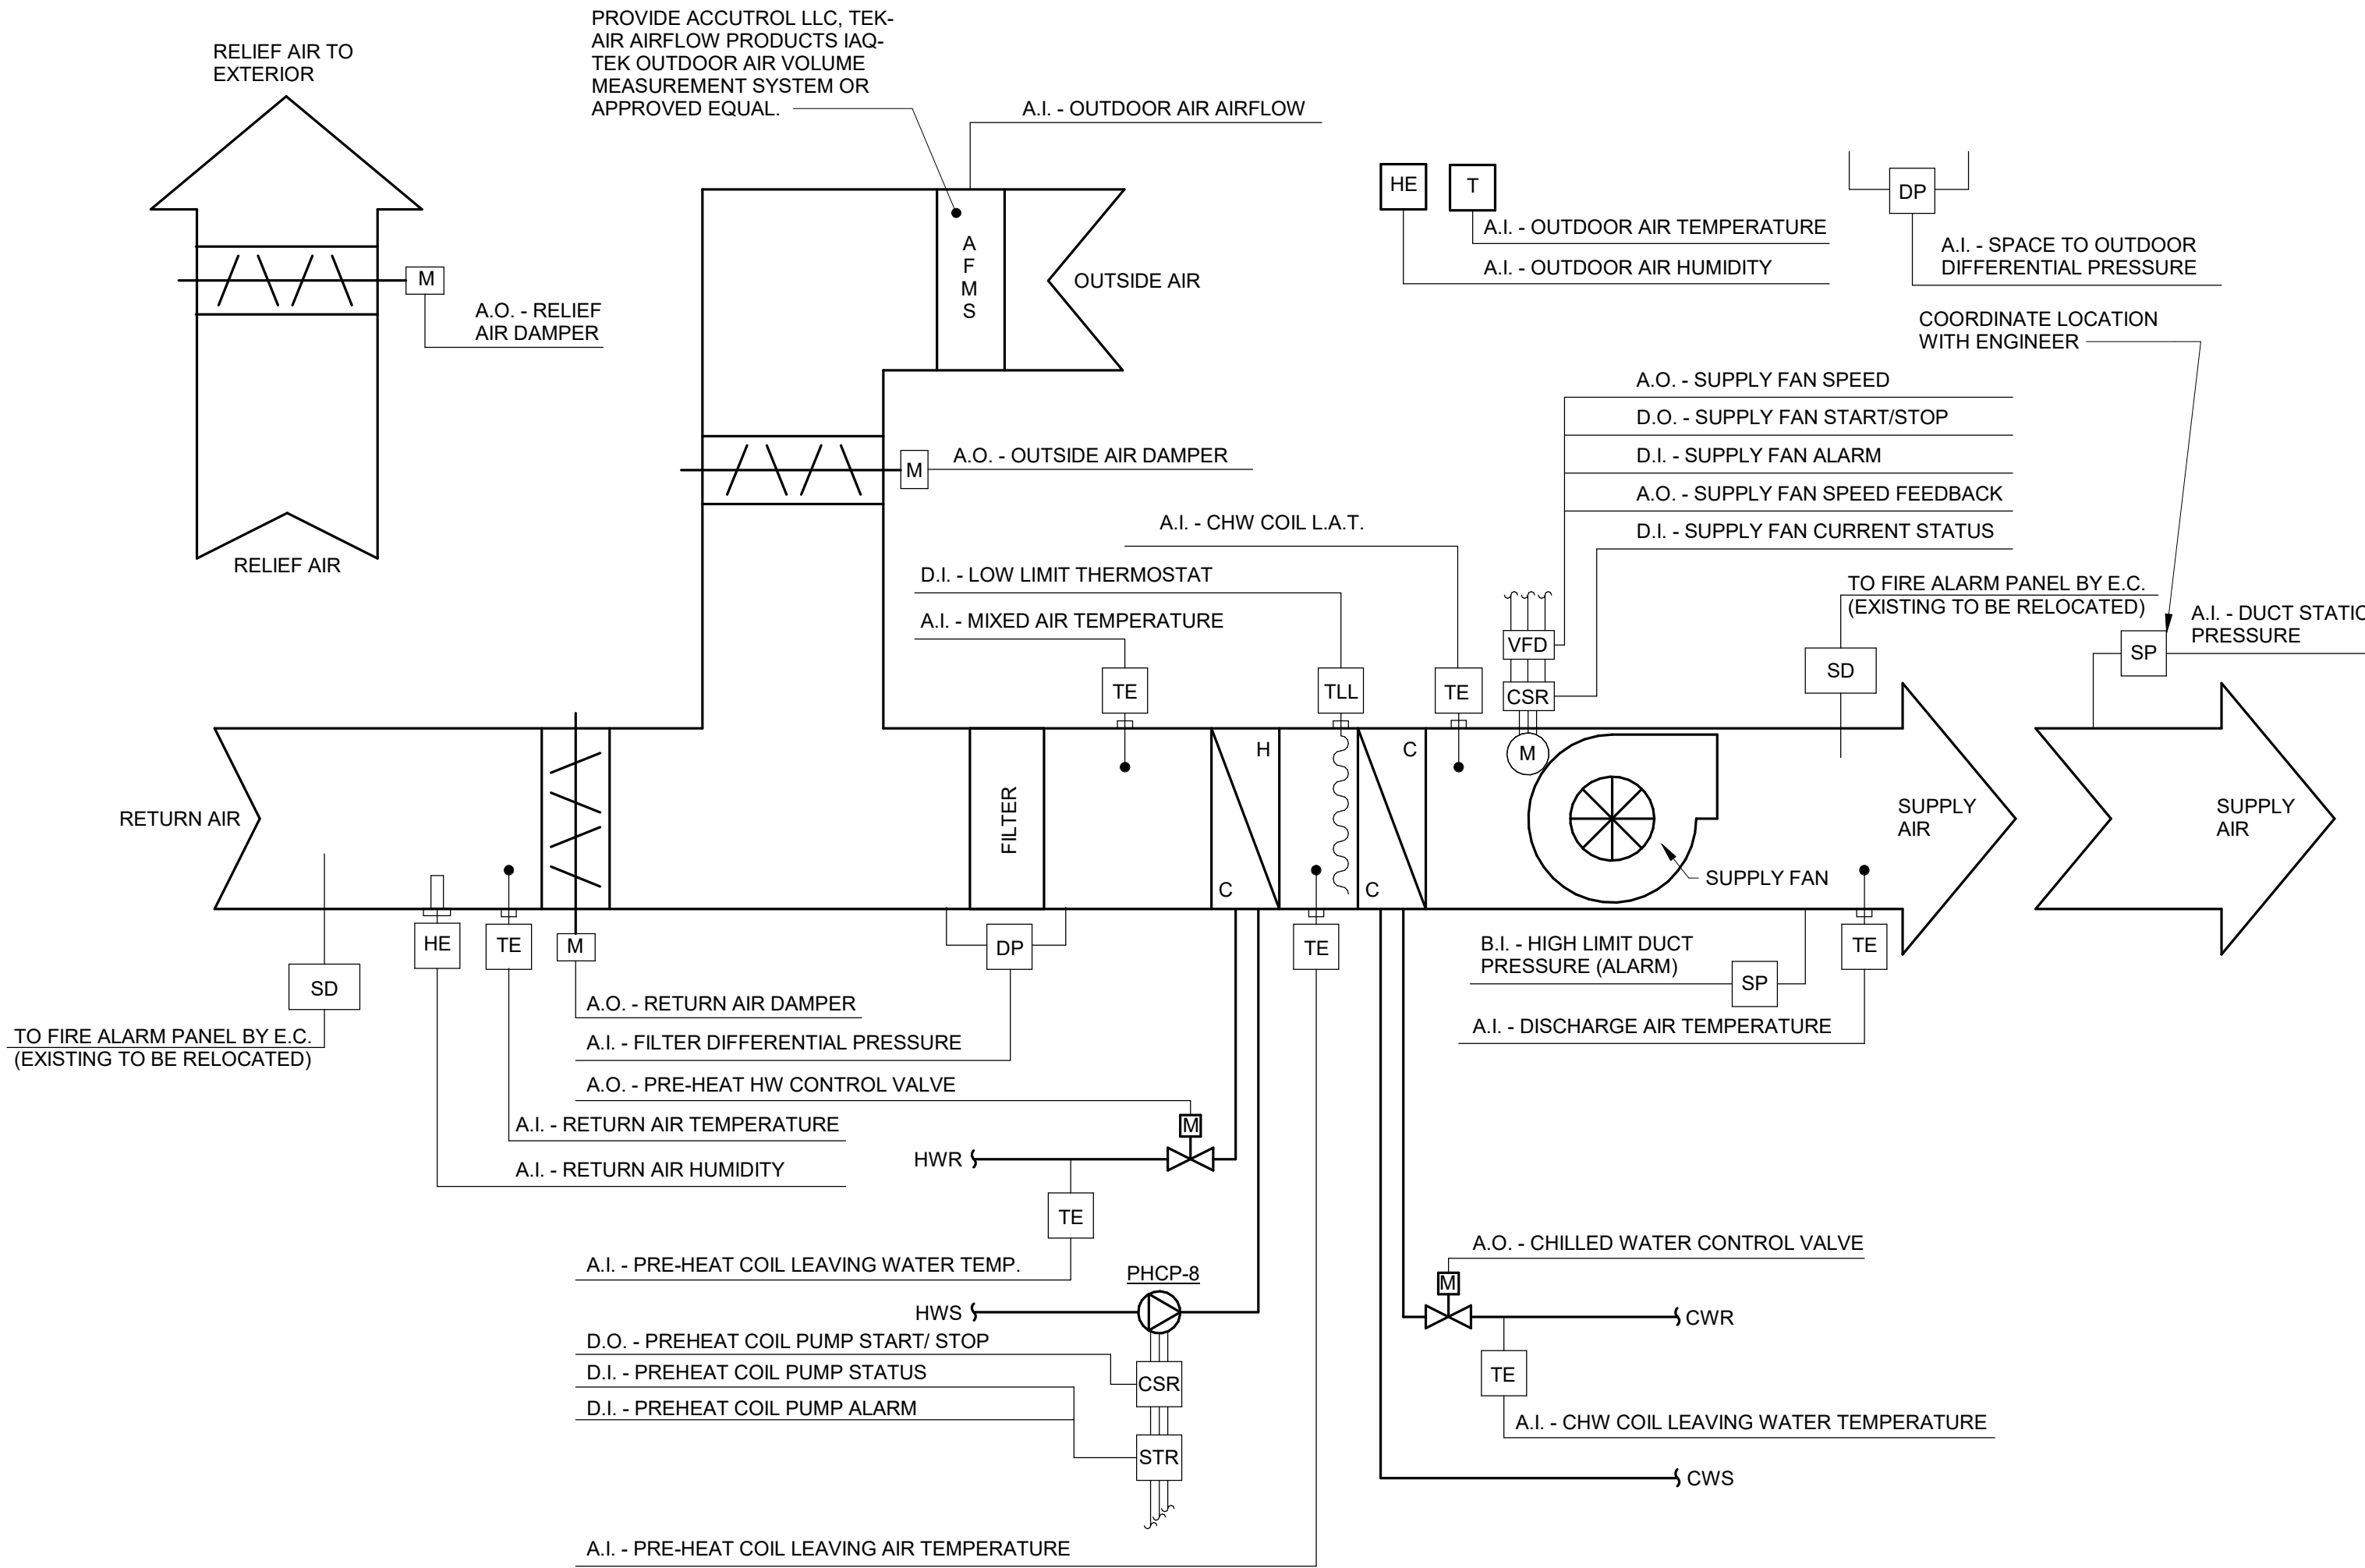 PROVIDE ACCUTROL LLC, TEK-
AIR AIRFLOW PRODUCTS IAQ-
TEK OUTDOOR AIR VOLUME
MEASUREMENT SYSTEM OR
APPROVED EQUAL.
RELIEF AIR TO
EXTERIOR
A.I. - OUTDOOR AIR AIRFLOW
HE
T
DP
A.I. - OUTDOOR AIR TEMPERATURE
A.I. - OUTDOOR AIR HUMIDITY
A.I. - SPACE TO OUTDOOR
DIFFERENTIAL PRESSURE
A
F
M
S
OUTSIDE AIR
M
A.O. - RELIEF
AIR DAMPER
COORDINATE LOCATION
WITH ENGINEER
A.O. - SUPPLY FAN SPEED
D.O. - SUPPLY FAN START/STOP
D.I. - SUPPLY FAN ALARM
A.O. - SUPPLY FAN SPEED FEEDBACK
D.I. - SUPPLY FAN CURRENT STATUS
M
A.O. - OUTSIDE AIR DAMPER
A.I. - CHW COIL L.A.T.
RELIEF AIR
D.I. - LOW LIMIT THERMOSTAT
A.I. - MIXED AIR TEMPERATURE
TO FIRE ALARM PANEL BY E.C.
(EXISTING TO BE RELOCATED)
A.I. - DUCT STATIC
PRESSURE
VFD
SP
SD
TE
TLL
TE
CSR
M
H
C
C
C
FILTER
RETURN AIR
SUPPLY
AIR
SUPPLY
AIR
SUPPLY FAN
HE
TE
M
DP
TE
TE
SD
B.I. - HIGH LIMIT DUCT
PRESSURE (ALARM)
SP
A.O. - RETURN AIR DAMPER
A.I. - DISCHARGE AIR TEMPERATURE
TO FIRE ALARM PANEL BY E.C.
(EXISTING TO BE RELOCATED)
A.I. - FILTER DIFFERENTIAL PRESSURE
A.O. - PRE-HEAT HW CONTROL VALVE
A.I. - RETURN AIR TEMPERATURE
M
HWR
A.I. - RETURN AIR HUMIDITY
TE
A.I. - PRE-HEAT COIL LEAVING WATER TEMP.
A.O. - CHILLED WATER CONTROL VALVE
PHCP-8
M
HWS
CWR
D.O. - PREHEAT COIL PUMP START/ STOP
D.I. - PREHEAT COIL PUMP STATUS
CSR
TE
D.I. - PREHEAT COIL PUMP ALARM
A.I. - CHW COIL LEAVING WATER TEMPERATURE
STR
CWS
A.I. - PRE-HEAT COIL LEAVING AIR TEMPERATURE